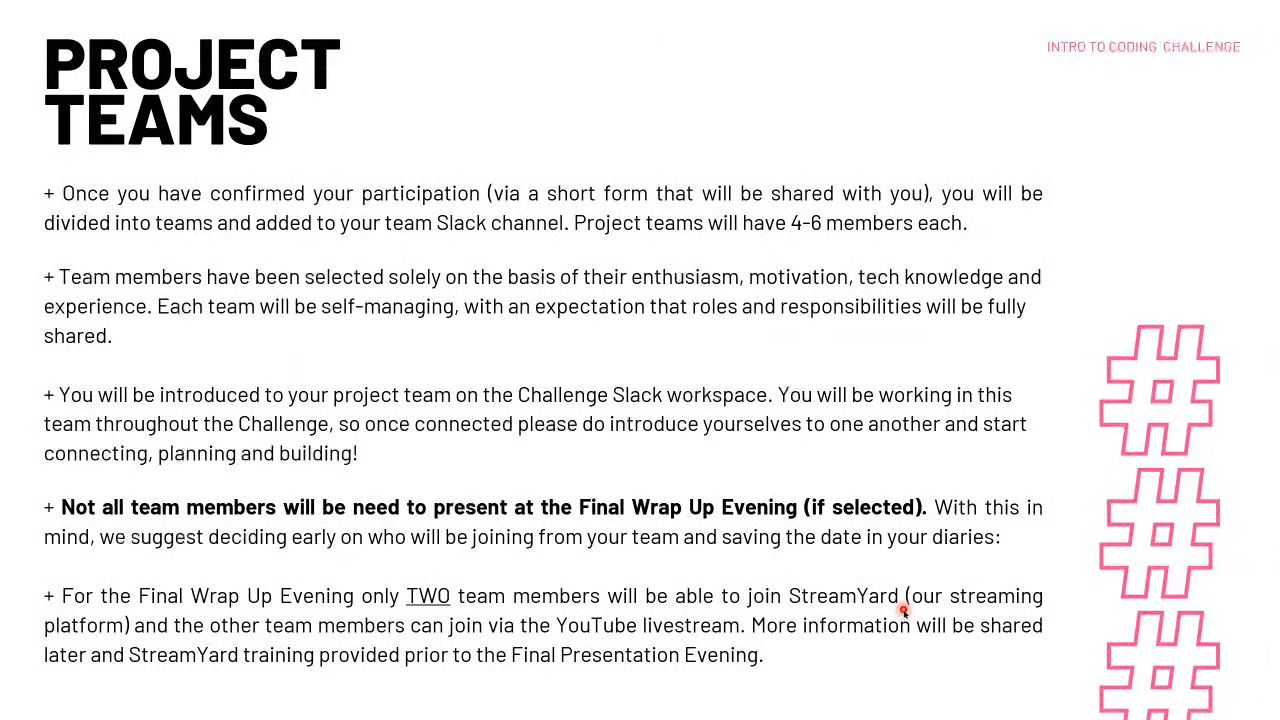 PROJECT
TEAMS
INTRO TO CODING CHALLENGE
+ Once you have confirmed your participation (via a short form that will be shared with you), you will be
divided into teams and added to your team Slack channel. Project teams will have 4-6 members each.
+ Team members have been selected solely on the basis of their enthusiasm, motivation, tech knowledge and
experience. Each team will be self-managing, with an expectation that roles and responsibilities will be fully
shared.
+ You will be introduced to your project team on the Challenge Slack workspace. You will be working in this
team throughout the Challenge, so once connected please do introduce yourselves to one another and start
connecting, planning and building!
+ Not all team members will be need to present at the Final Wrap Up Evening (if selected). With this in
mind, we suggest deciding early on who will be joining from your team and saving the date in your diaries:
+ For the Final Wrap Up Evening only TWO team members will be able to join StreamYard (our streaming
platform) and the other team members can join via the YouTube livestream. More information will be shared
later and StreamYard training provided prior to the Final Presentation Evening.
#
#
#